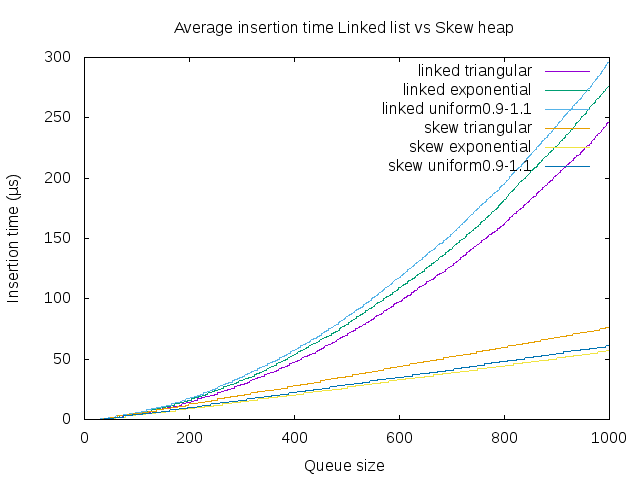 Average insertion time Linked list vs Skew heap
300
250
200
150
100
50
0
Insertion time (µs)
linked triangular
linked exponential
linked uniform0.9-1.1
skew triangular
skew exponential
skew uniform0.9-1.1
0 200 400 600 800 1000
Queue size